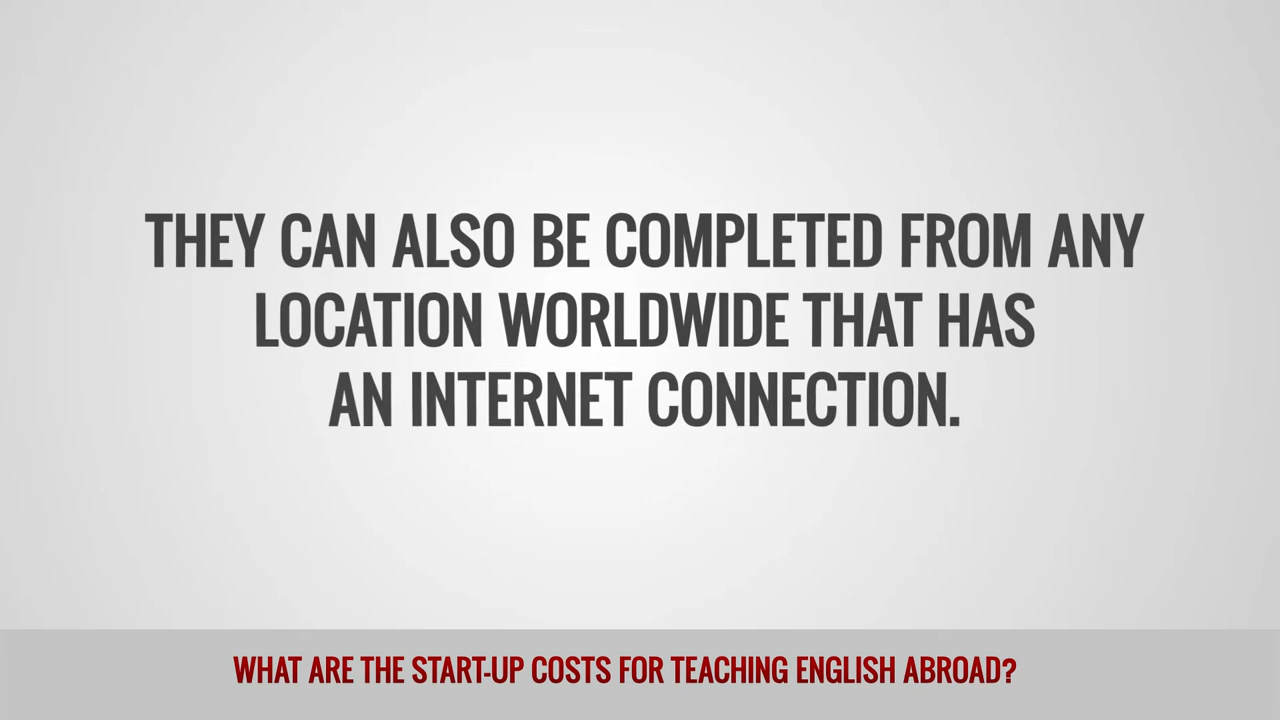 THEY CAN ALSO BE COMPLETED FROM ANY
LOCATION WORLDWIDE THAT HAS
AN INTERNET CONNECTION.
WHAT ARE THE START-UP COSTS FOR TEACHING ENGLISH ABROAD?